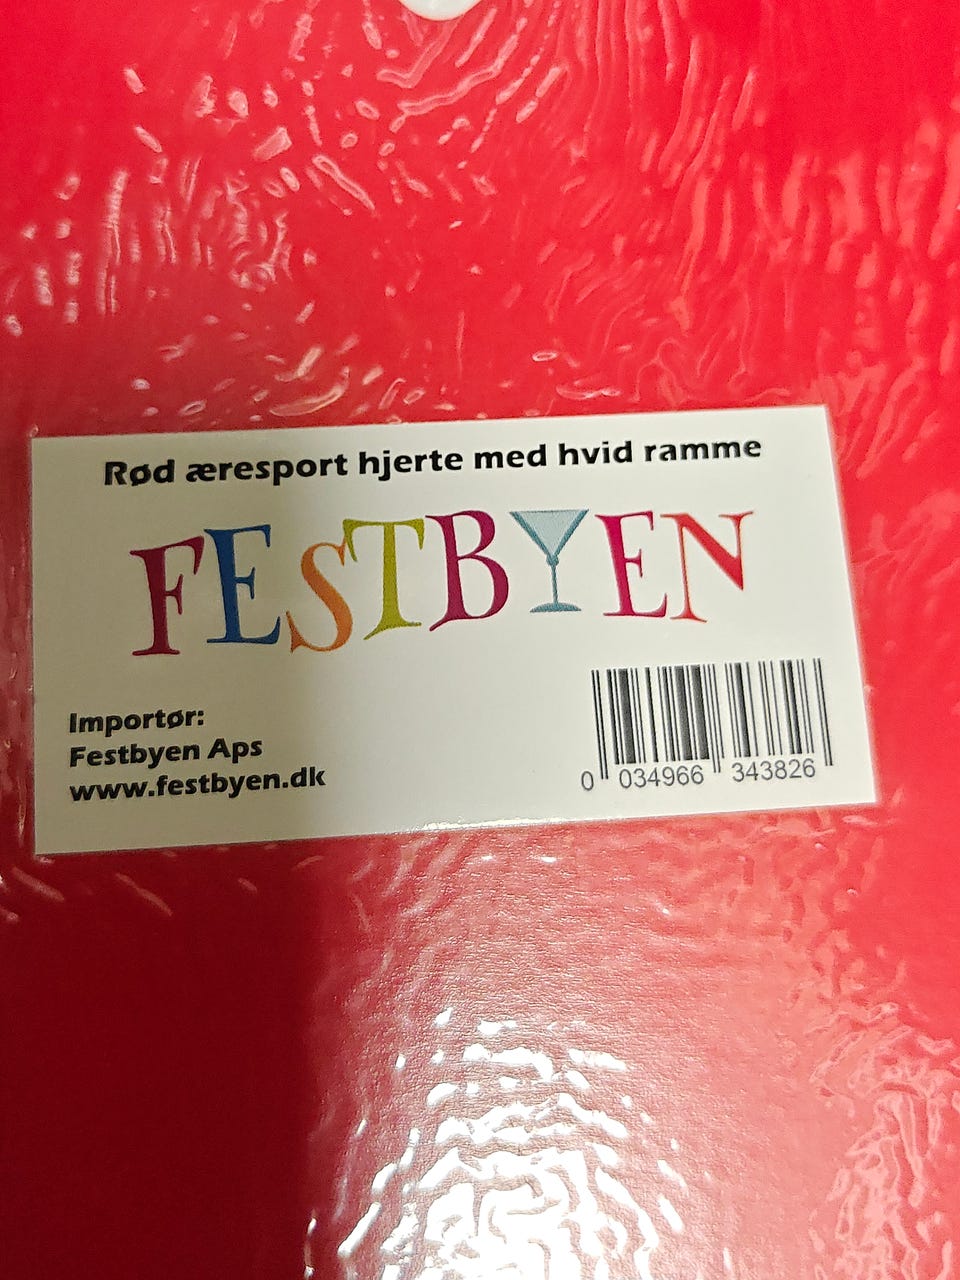 Rød æresport hjerte med hvid ramme
FESTBYEN
Importør:
Festbyen Aps
www.festbyen.dk
0 034966 343826